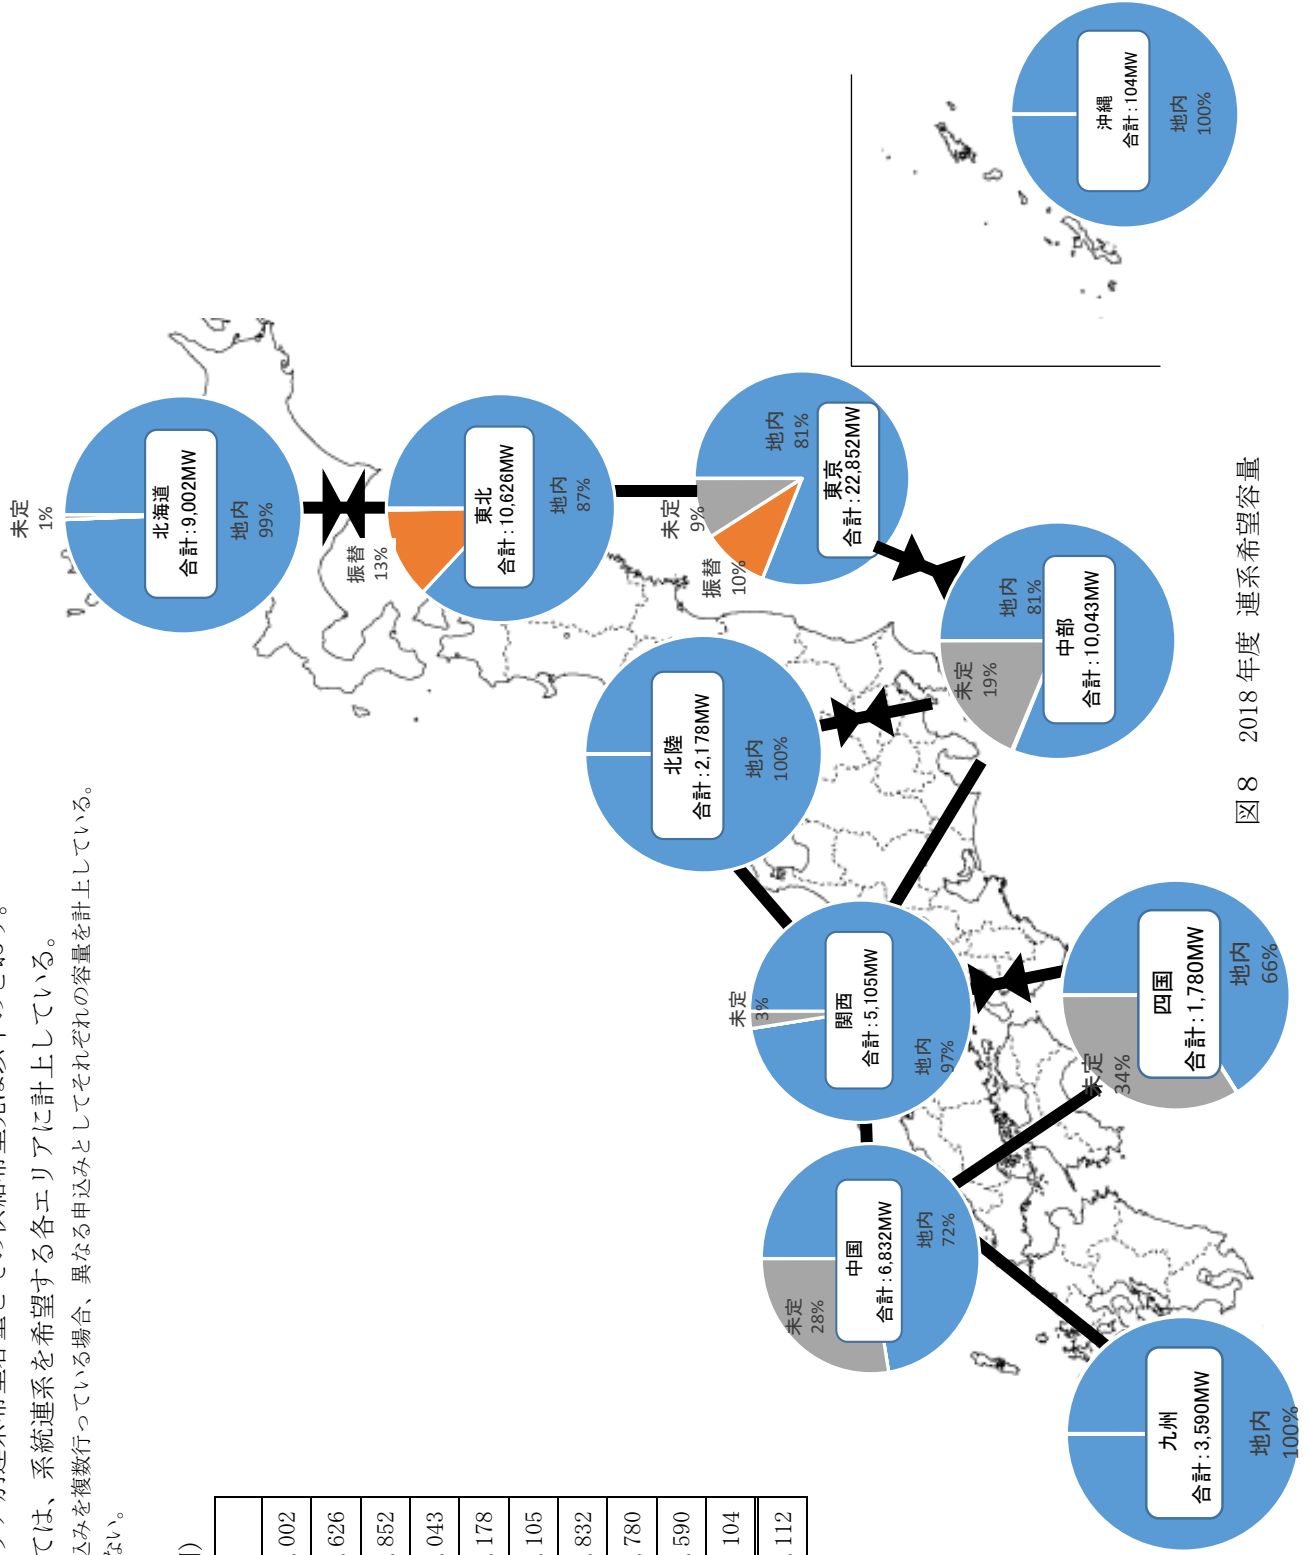 ては、系統連系を希望する各エリアに計上している。
込みを複数行っている場合、異なる申込みとしてそれぞれの容量を計上している。
ない。
,002
,626
,852
,043
,178
,105
,832
,780
,590
104
,112
未定
1%
北海道
合計:9,002MW
地内
99%
振替
13%
東北
合計:10,626MW
地内
87%
未定
9%
振替
10%
東京
合計:22,852MW
地内
81%
未定
19%
中部
合計:10,043MW
地内
81%
北陸
合計:2,178MW
地内
100%
未定
3%
関西
合計:5,105MW
地内
97%
未定
28%
中国
合計:6,832MW
地内
72%
未定
34%
四国
合計:1,780MW
地内
66%
九州
合計:3,590MW
地内
100%
沖縄
合計:104MW
地内
100%
図8 2018年度 連系希望容量